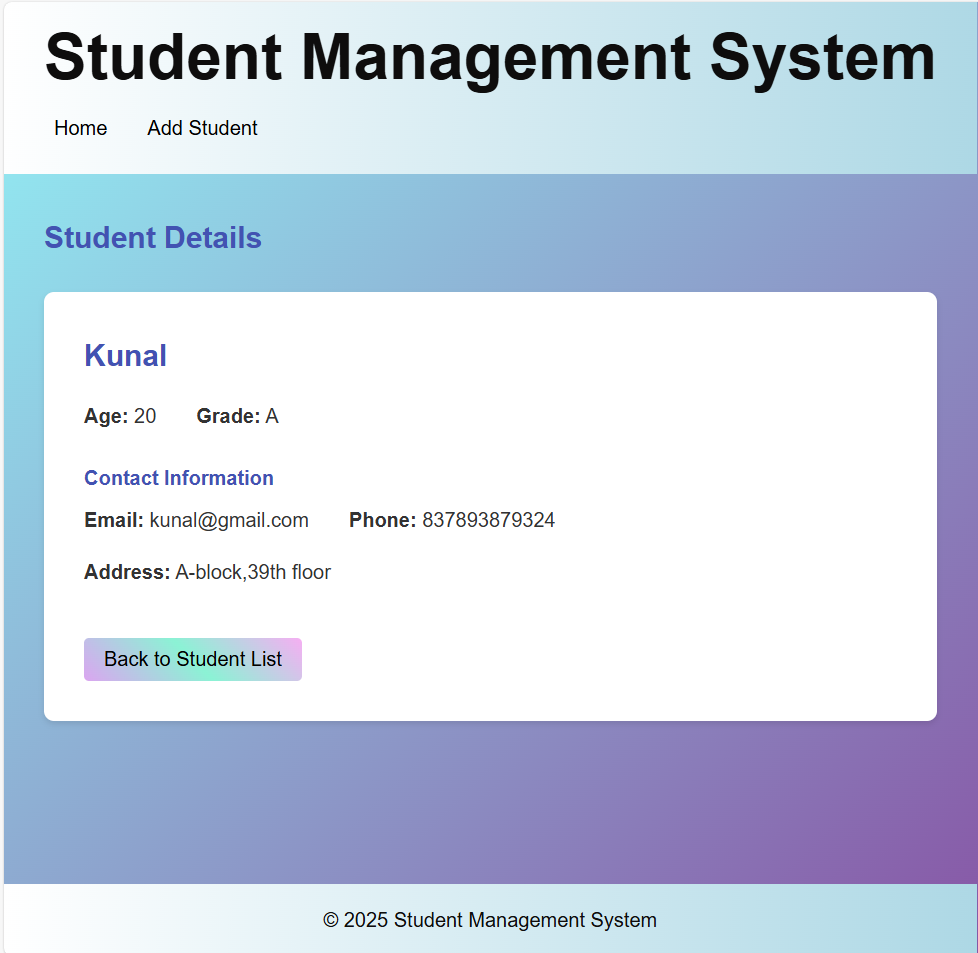 Student Management System
Home Add Student
Student Details
Kunal
Age: 20 Grade: A
Contact Information
Email: kunal@gmail.com Phone: 837893879324
Address: A-block,39th floor
Back to Student List
© 2025 Student Management System